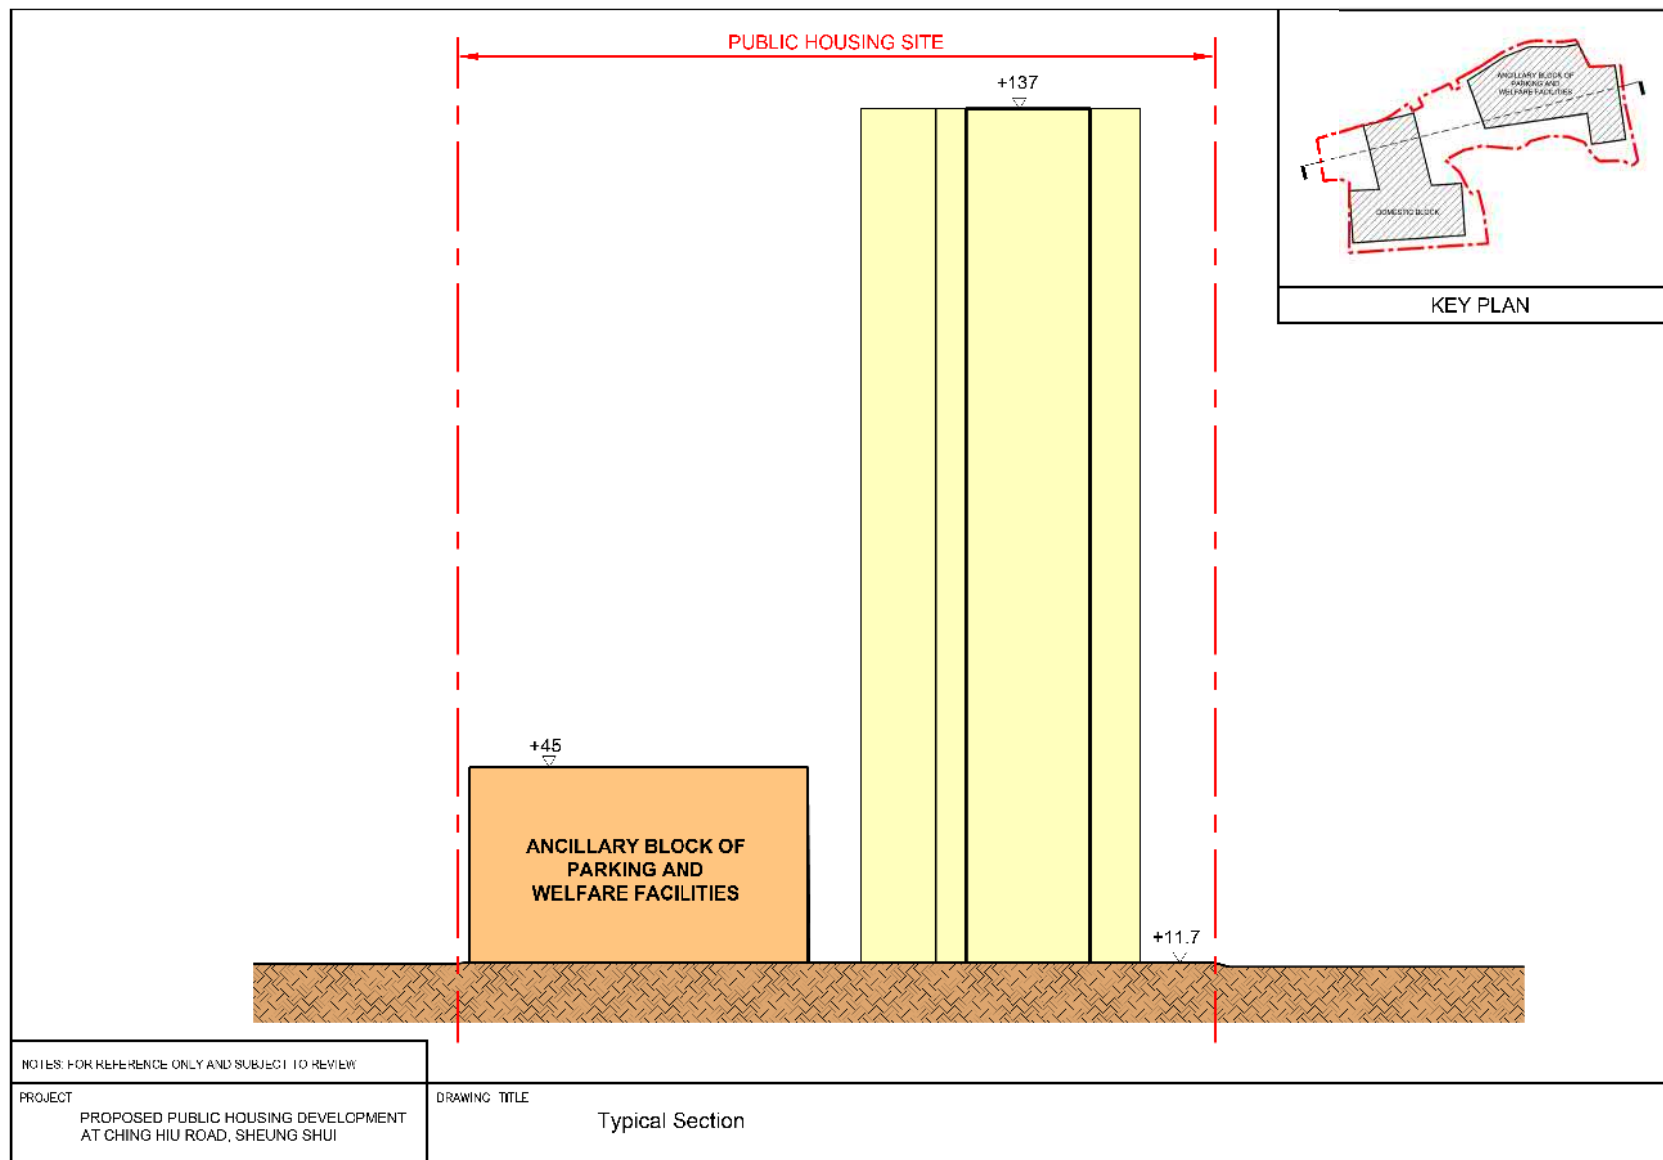 PUBLIC HOUSING SITE
+137
ANCILLARY BLOCK OF
PARKING AND
WELFARE FACILITIES
DOMESTIC BLOCK
KEY PLAN
+45
ANCILLARY BLOCK OF
PARKING AND
WELFARE FACILITIES
+11.7
NOTES: FOR REFERENCE ONLY AND SUBJECT TO REVIEW
PROJECT
PROPOSED PUBLIC HOUSING DEVELOPMENT
AT CHING HIU ROAD, SHEUNG SHUI
DRAWING TITLE
Typical Section